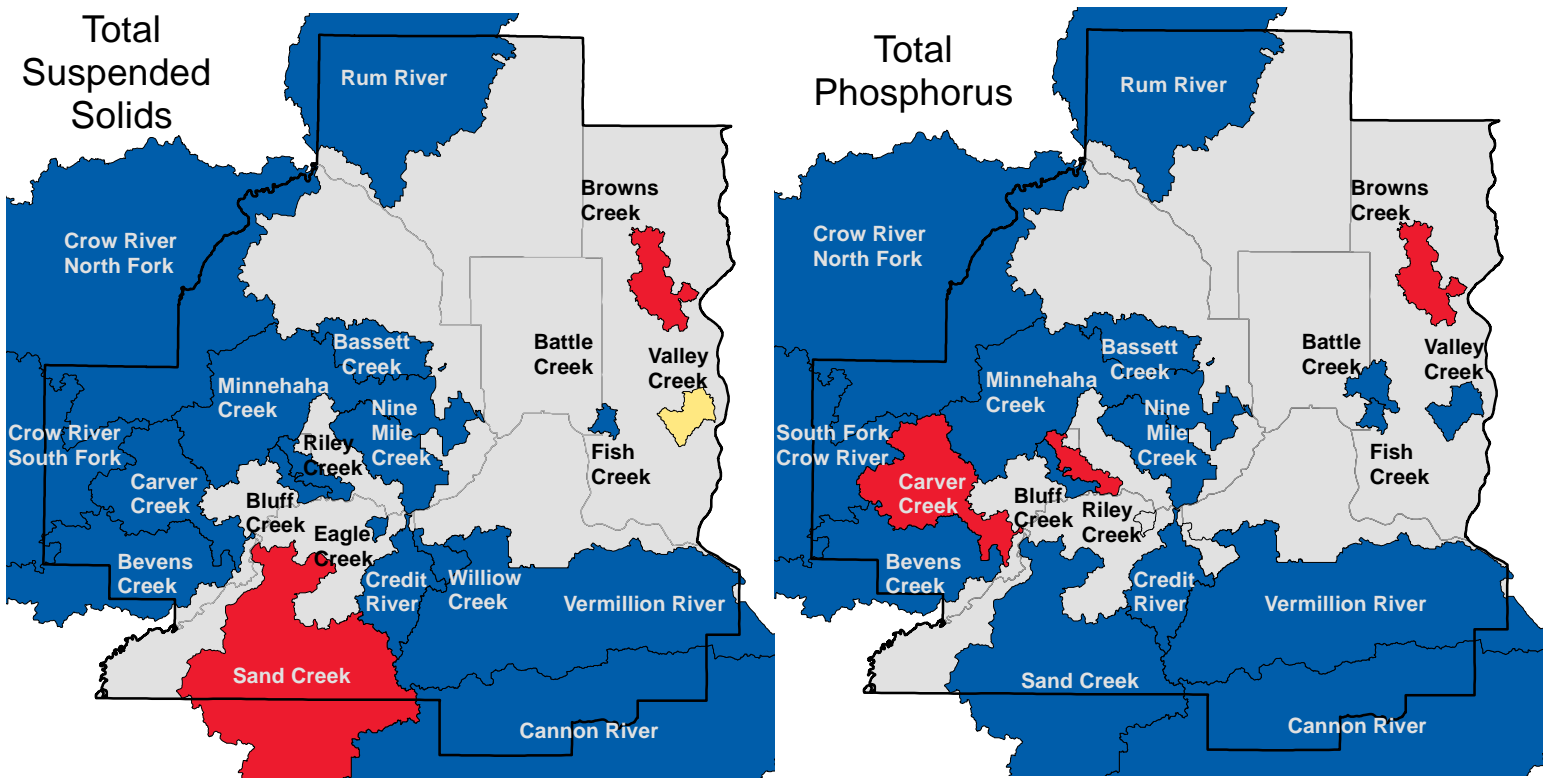 Total
Suspended
Solids
Rum River
Browns
Creek
Crow River
North Fork
Bassett
Creek
Battle
Creek
Valley
Creek
Minnehaha
Creek
Nine
Mile
Creek
Crow River
South Fork
Riley
Creek
Fish
Creek
Carver
Creek
Bluff
Creek
Eagle
Creek
Bevens
Creek
Credit
River
Williow
Creek
Vermillion River
Sand Creek
Cannon River
Total
Phosphorus
Rum River
Browns
Creek
Crow River
North Fork
Bassett
Creek
Battle
Creek
Valley
Creek
Minnehaha
Creek
Nine
Mile
Creek
South Fork
Crow River
Fish
Creek
Carver
Creek
Bluff
Creek
Riley
Creek
Bevens
Creek
Credit
River
Vermillion River
Sand Creek
Cannon River